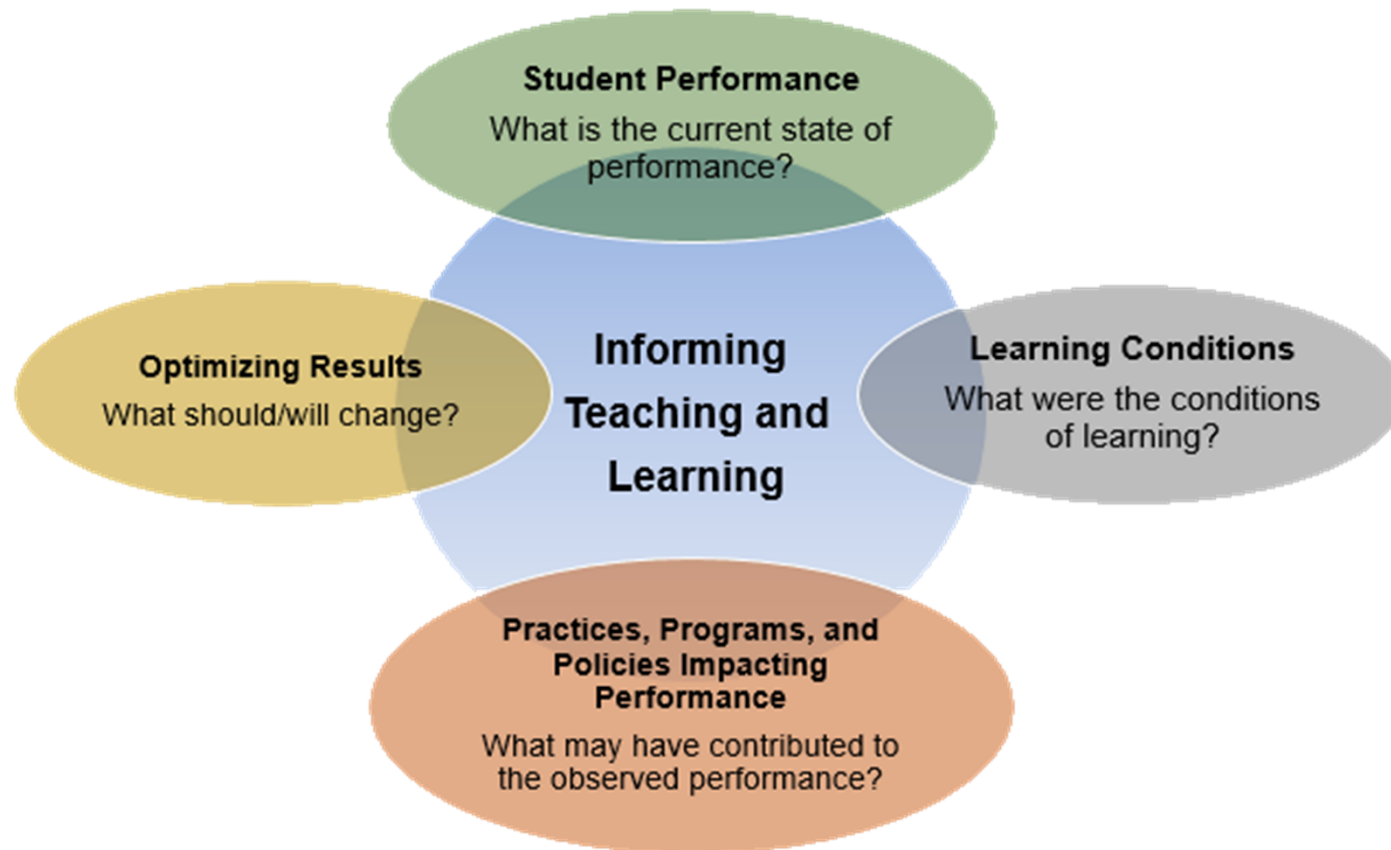 Student Performance
What is the current state of
performance?
Optimizing Results
What should/will change?
Informing
Teaching and
Learning
Learning Conditions
What were the conditions
of learning?
Practices, Programs, and
Policies Impacting
Performance
What may have contributed to
the observed performance?